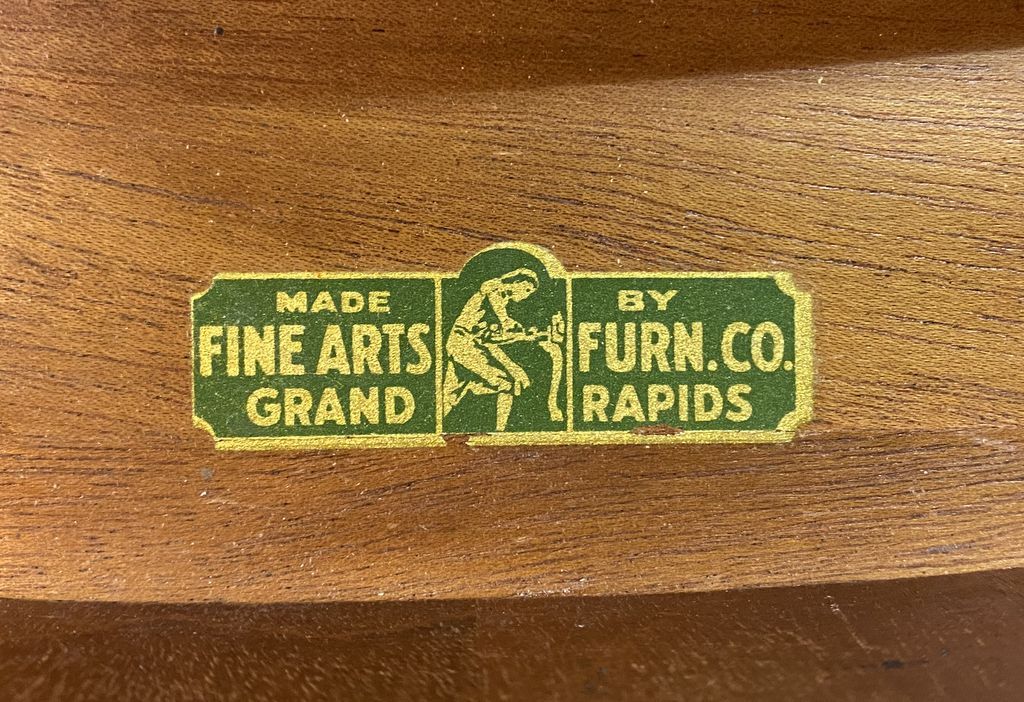 MADE BY
FINE ARTS FURN. CO.
GRAND RAPIDS